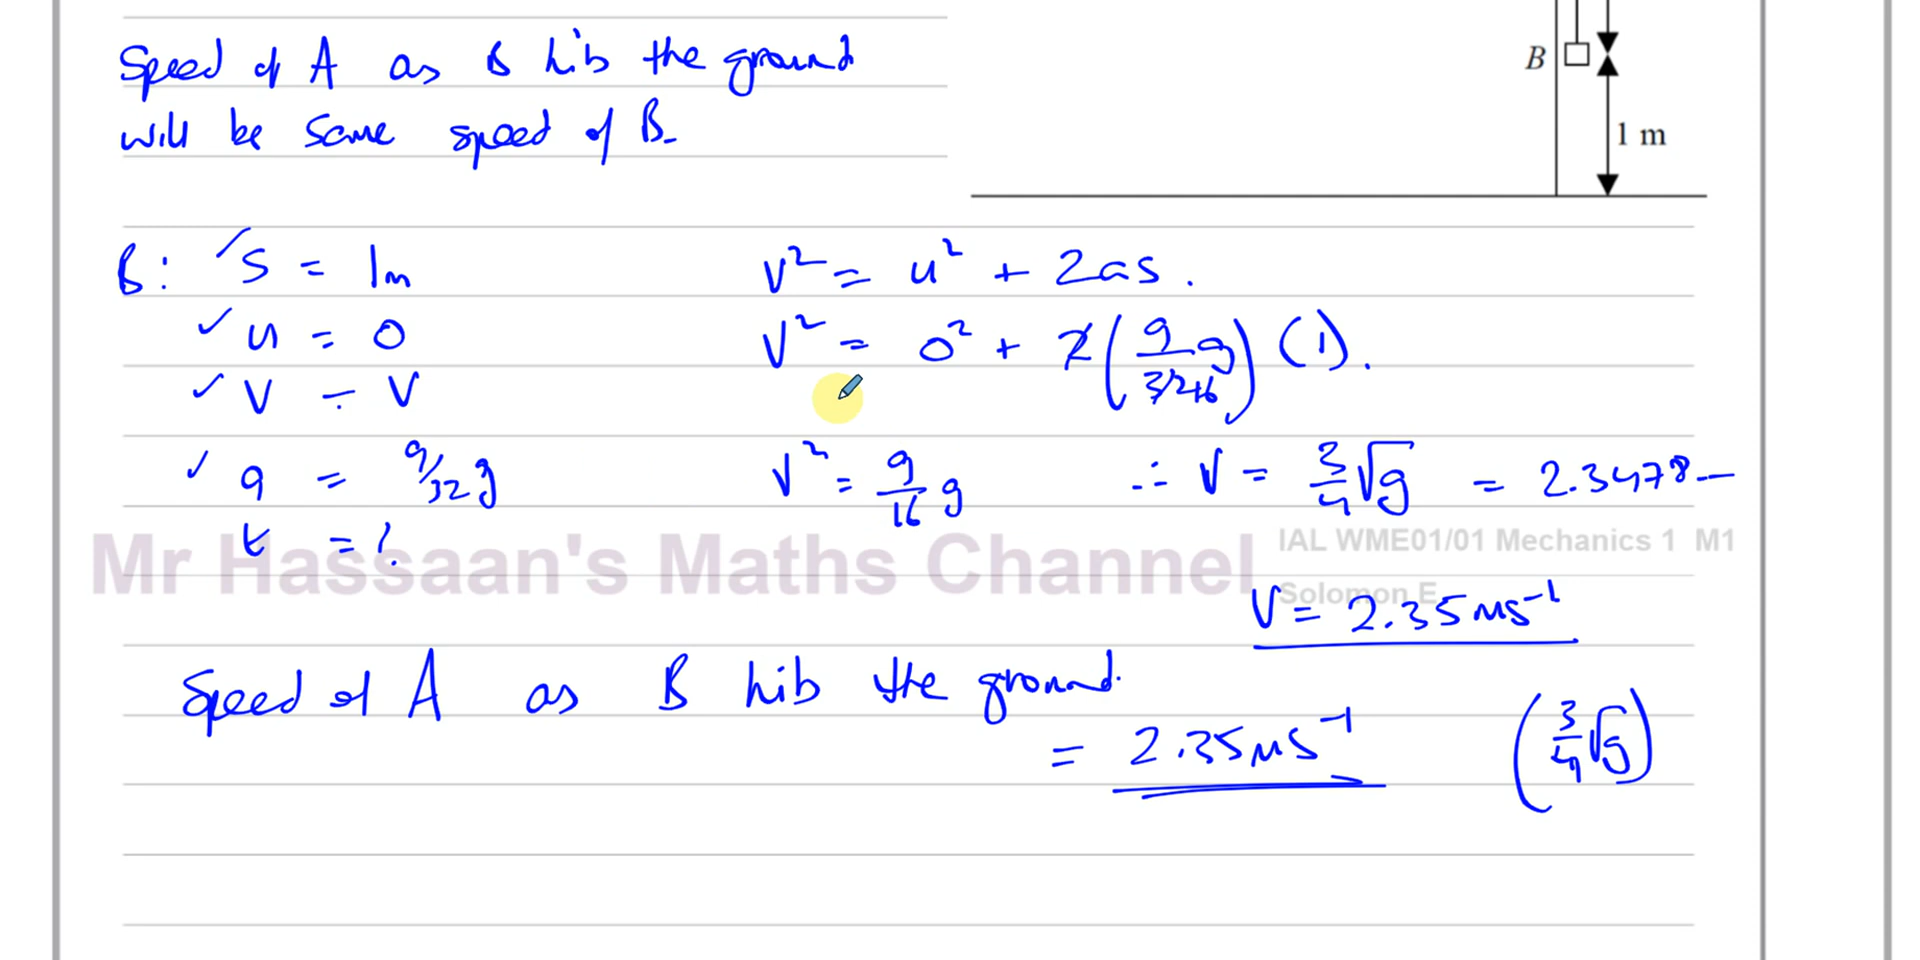 Speed of A as B hits the ground
will be same speed of B.
B
1 m
B: ✓ s = 1m
✓ u = 0
✓ v = v
✓ a = 9/32 g
t = ?
v² = u² + 2as.
v² = 0² + 2(9/32 16 g)(1).
v² = 9/16 g ∴ v = 3/4 √g = 2.3478--
Mr Hassaan's Maths Channel
IAL WME01/01 Mechanics 1 M1
Solomon E
v = 2.35 ms⁻¹
Speed of A as B hits the ground.
= 2.35 ms⁻¹ (3/4 √g)